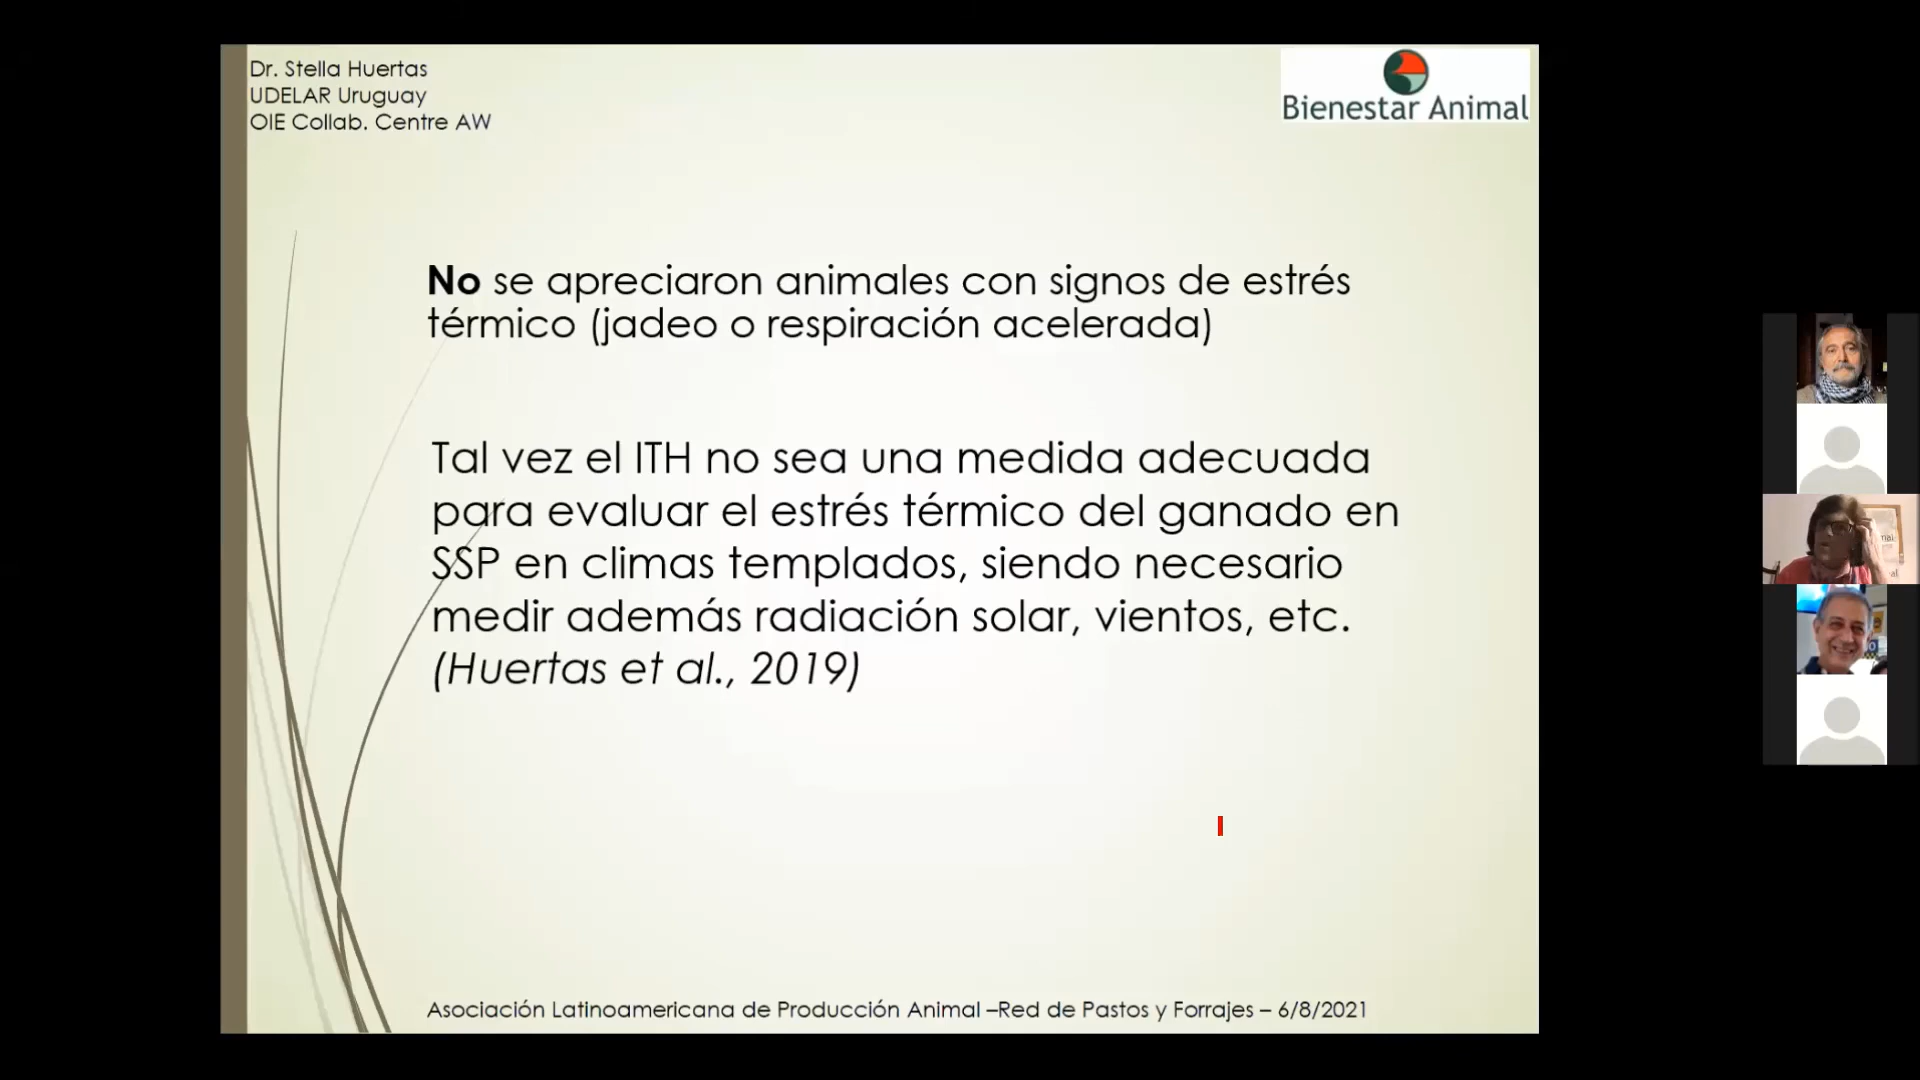 Dr. Stella Huertas
UDELAR Uruguay
OIE Collab. Centre AW
Bienestar Animal
No se apreciaron animales con signos de estrés
térmico (jadeo o respiración acelerada)
Tal vez el ITH no sea una medida adecuada
para evaluar el estrés térmico del ganado en
SSP en climas templados, siendo necesario
medir además radiación solar, vientos, etc.
(Huertas et al., 2019)
Asociación Latinoamericana de Producción Animal –Red de Pastos y Forrajes – 6/8/2021